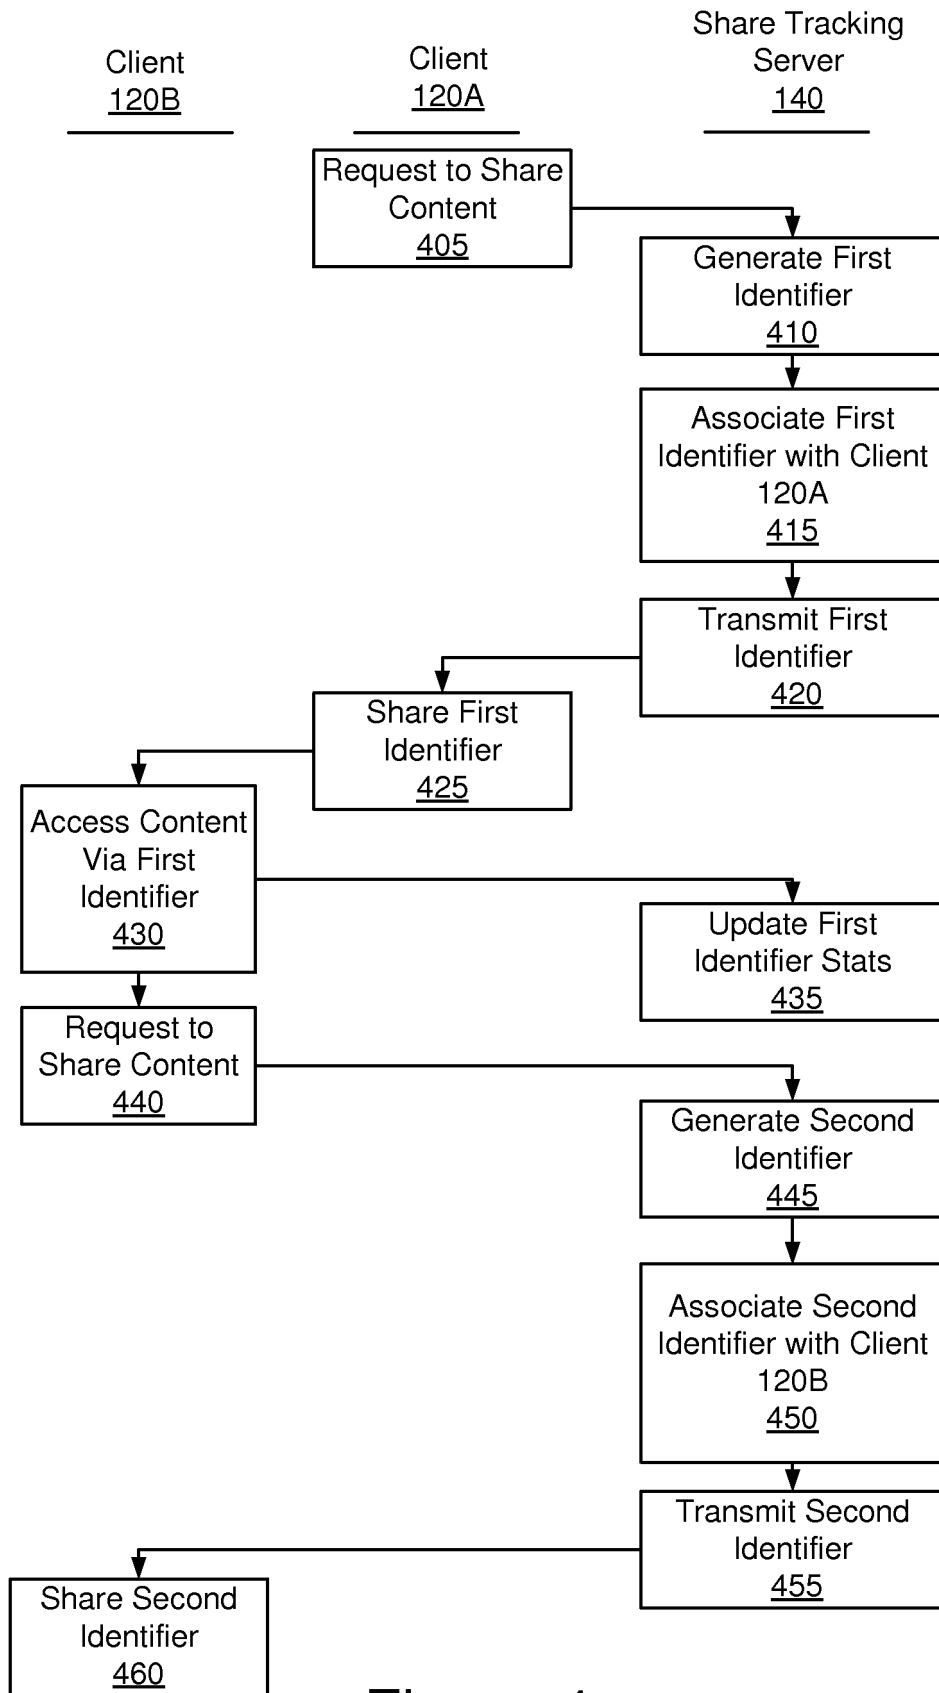 Client
120B
Client
120A
Share Tracking
Server
140
Request to Share
Content
405
Generate First
Identifier
410
Associate First
Identifier with Client
120A
415
Transmit First
Identifier
420
Share First
Identifier
425
Access Content
Via First
Identifier
430
Update First
Identifier Stats
435
Request to
Share Content
440
Generate Second
Identifier
445
Associate Second
Identifier with Client
120B
450
Transmit Second
Identifier
455
Share Second
Identifier
460